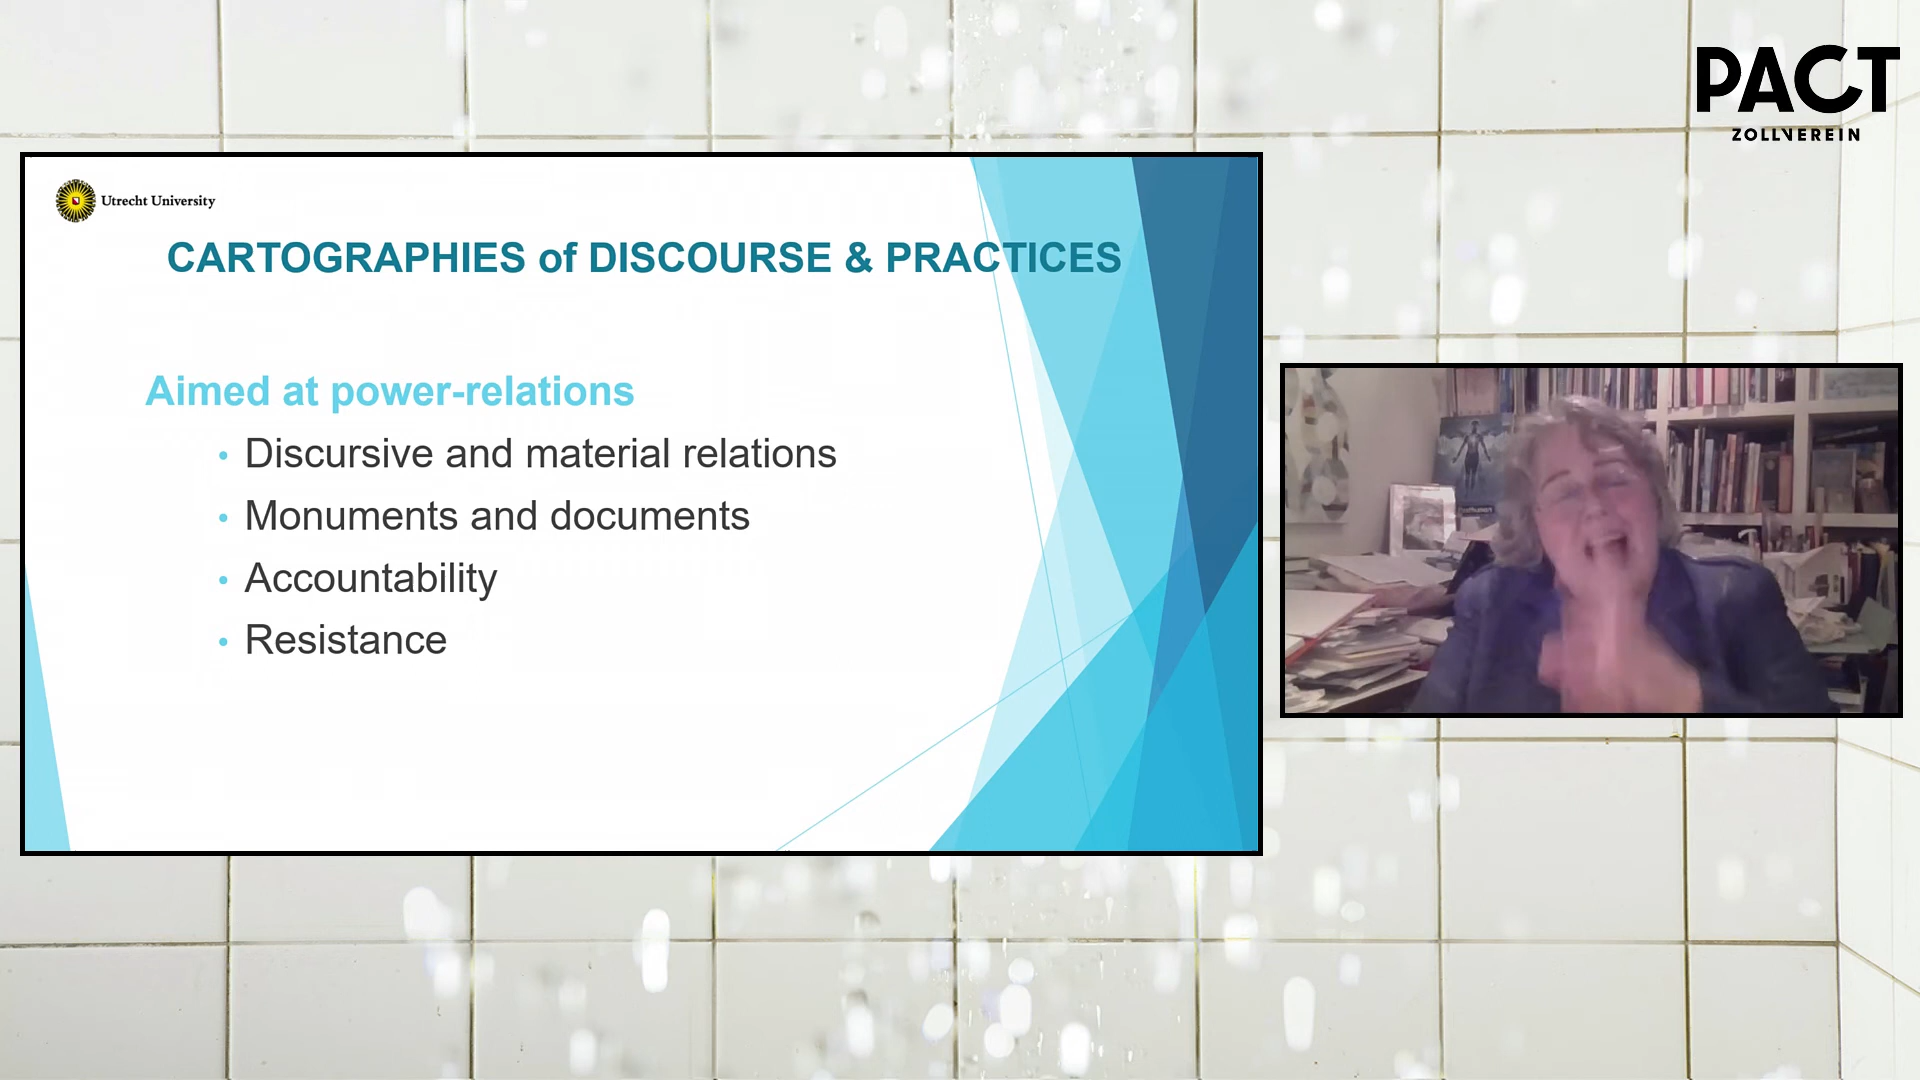 PACT
ZOLLVEREIN
Utrecht University
CARTOGRAPHIES of DISCOURSE & PRACTICES
Aimed at power-relations
• Discursive and material relations
• Monuments and documents
• Accountability
• Resistance